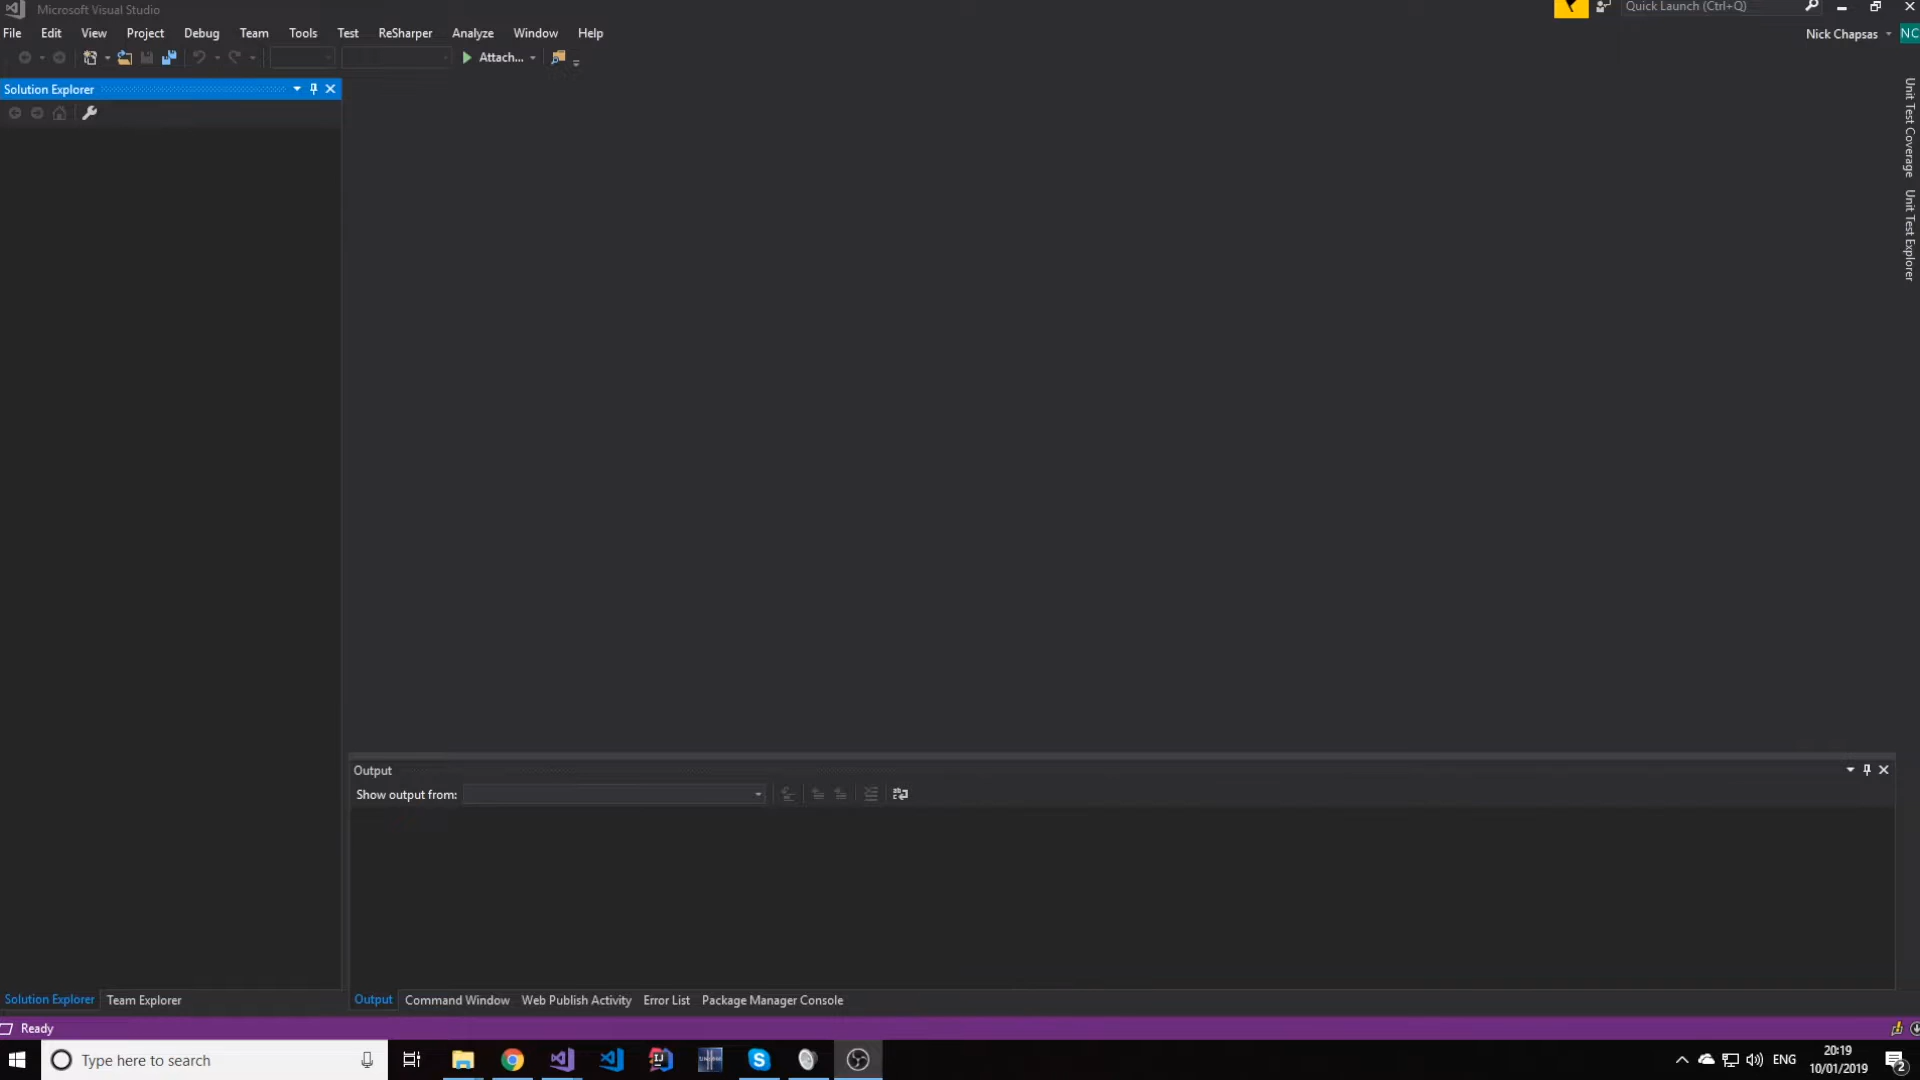 Microsoft Visual Studio
Quick Launch (Ctrl+Q)
File Edit View Project Debug Team Tools Test ReSharper Analyze Window Help
Nick Chapsas NC
Attach...
Solution Explorer
Unit Test Coverage
Unit Test Explorer
Output
Show output from:
Solution Explorer Team Explorer
Output Command Window Web Publish Activity Error List Package Manager Console
Ready
Type here to search
ENG
20:19
10/01/2019
2